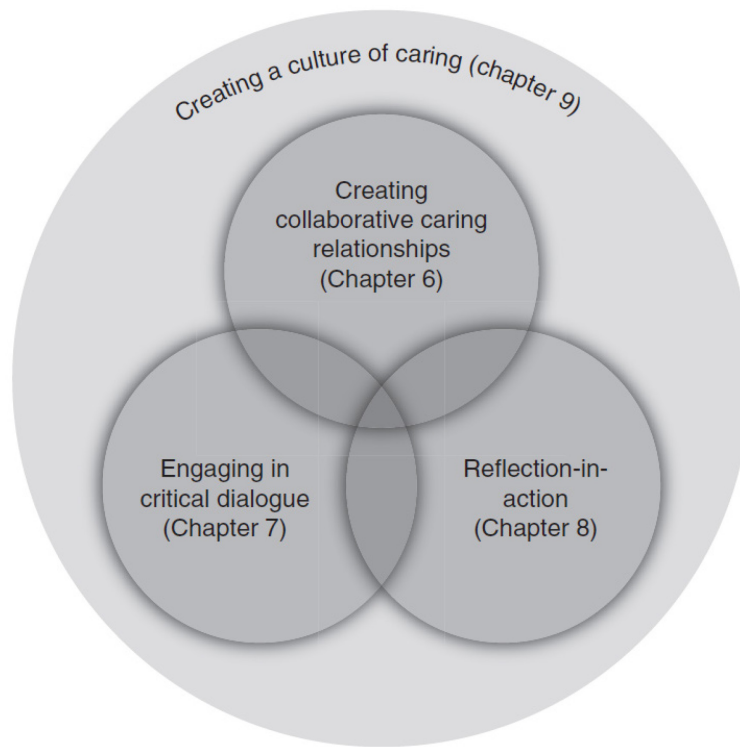 Creating a culture of caring (chapter 9)
Creating
collaborative caring
relationships
(Chapter 6)
Engaging in
critical dialogue
(Chapter 7)
Reflection-in-
action
(Chapter 8)